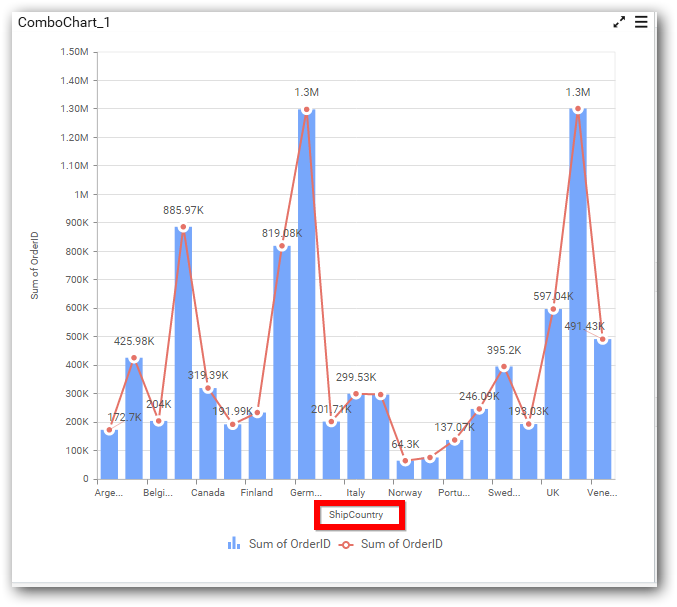 ComboChart_1
1.50M
1.40M
1.30M
1.20M
1.10M
1M
900K
800K
700K
600K
500K
400K
300K
200K
100K
0
Sum of OrderID
172.7K
425.98K
204K
885.97K
319.39K
191.99K
819.08K
1.3M
201.71K
299.53K
64.3K
137.07K
246.09K
395.2K
193.03K
597.04K
1.3M
491.43K
Arge... Belgi... Canada Finland Germ... Italy Norway Portu... Swed... UK Vene...
ShipCountry
Sum of OrderID Sum of OrderID